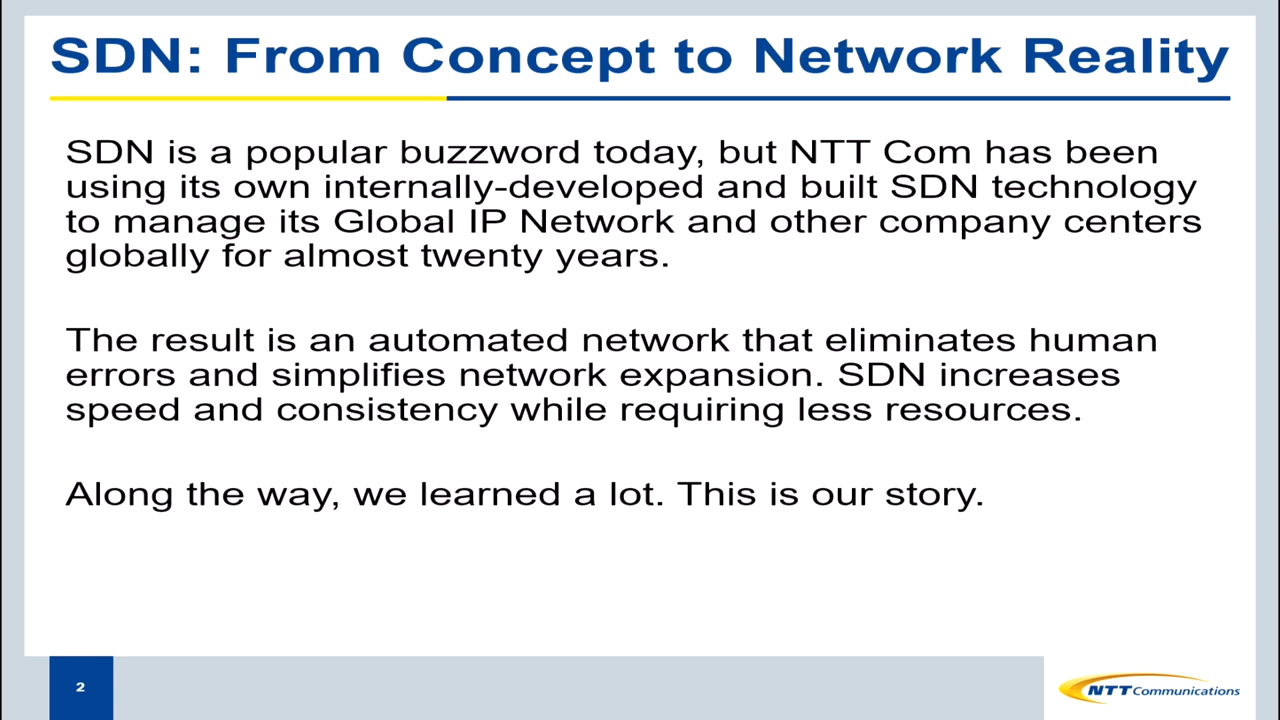 SDN: From Concept to Network Reality
SDN is a popular buzzword today, but NTT Com has been
using its own internally-developed and built SDN technology
to manage its Global IP Network and other company centers
globally for almost twenty years.
The result is an automated network that eliminates human
errors and simplifies network expansion. SDN increases
speed and consistency while requiring less resources.
Along the way, we learned a lot. This is our story.
2
NTT Communications